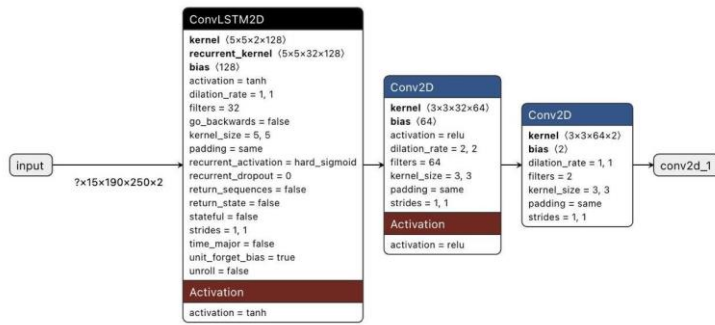 input
?×15×190×250×2
ConvLSTM2D
kernel ⟨5×5×2×128⟩
recurrent_kernel ⟨5×5×32×128⟩
bias ⟨128⟩
activation = tanh
dilation_rate = 1, 1
filters = 32
go_backwards = false
kernel_size = 5, 5
padding = same
recurrent_activation = hard_sigmoid
recurrent_dropout = 0
return_sequences = false
return_state = false
stateful = false
strides = 1, 1
time_major = false
unit_forget_bias = true
unroll = false
Activation
activation = tanh
Conv2D
kernel ⟨3×3×32×64⟩
bias ⟨64⟩
activation = relu
dilation_rate = 2, 2
filters = 64
kernel_size = 3, 3
padding = same
strides = 1, 1
Activation
activation = relu
Conv2D
kernel ⟨3×3×64×2⟩
bias ⟨2⟩
dilation_rate = 1, 1
filters = 2
kernel_size = 3, 3
padding = same
strides = 1, 1
conv2d_1